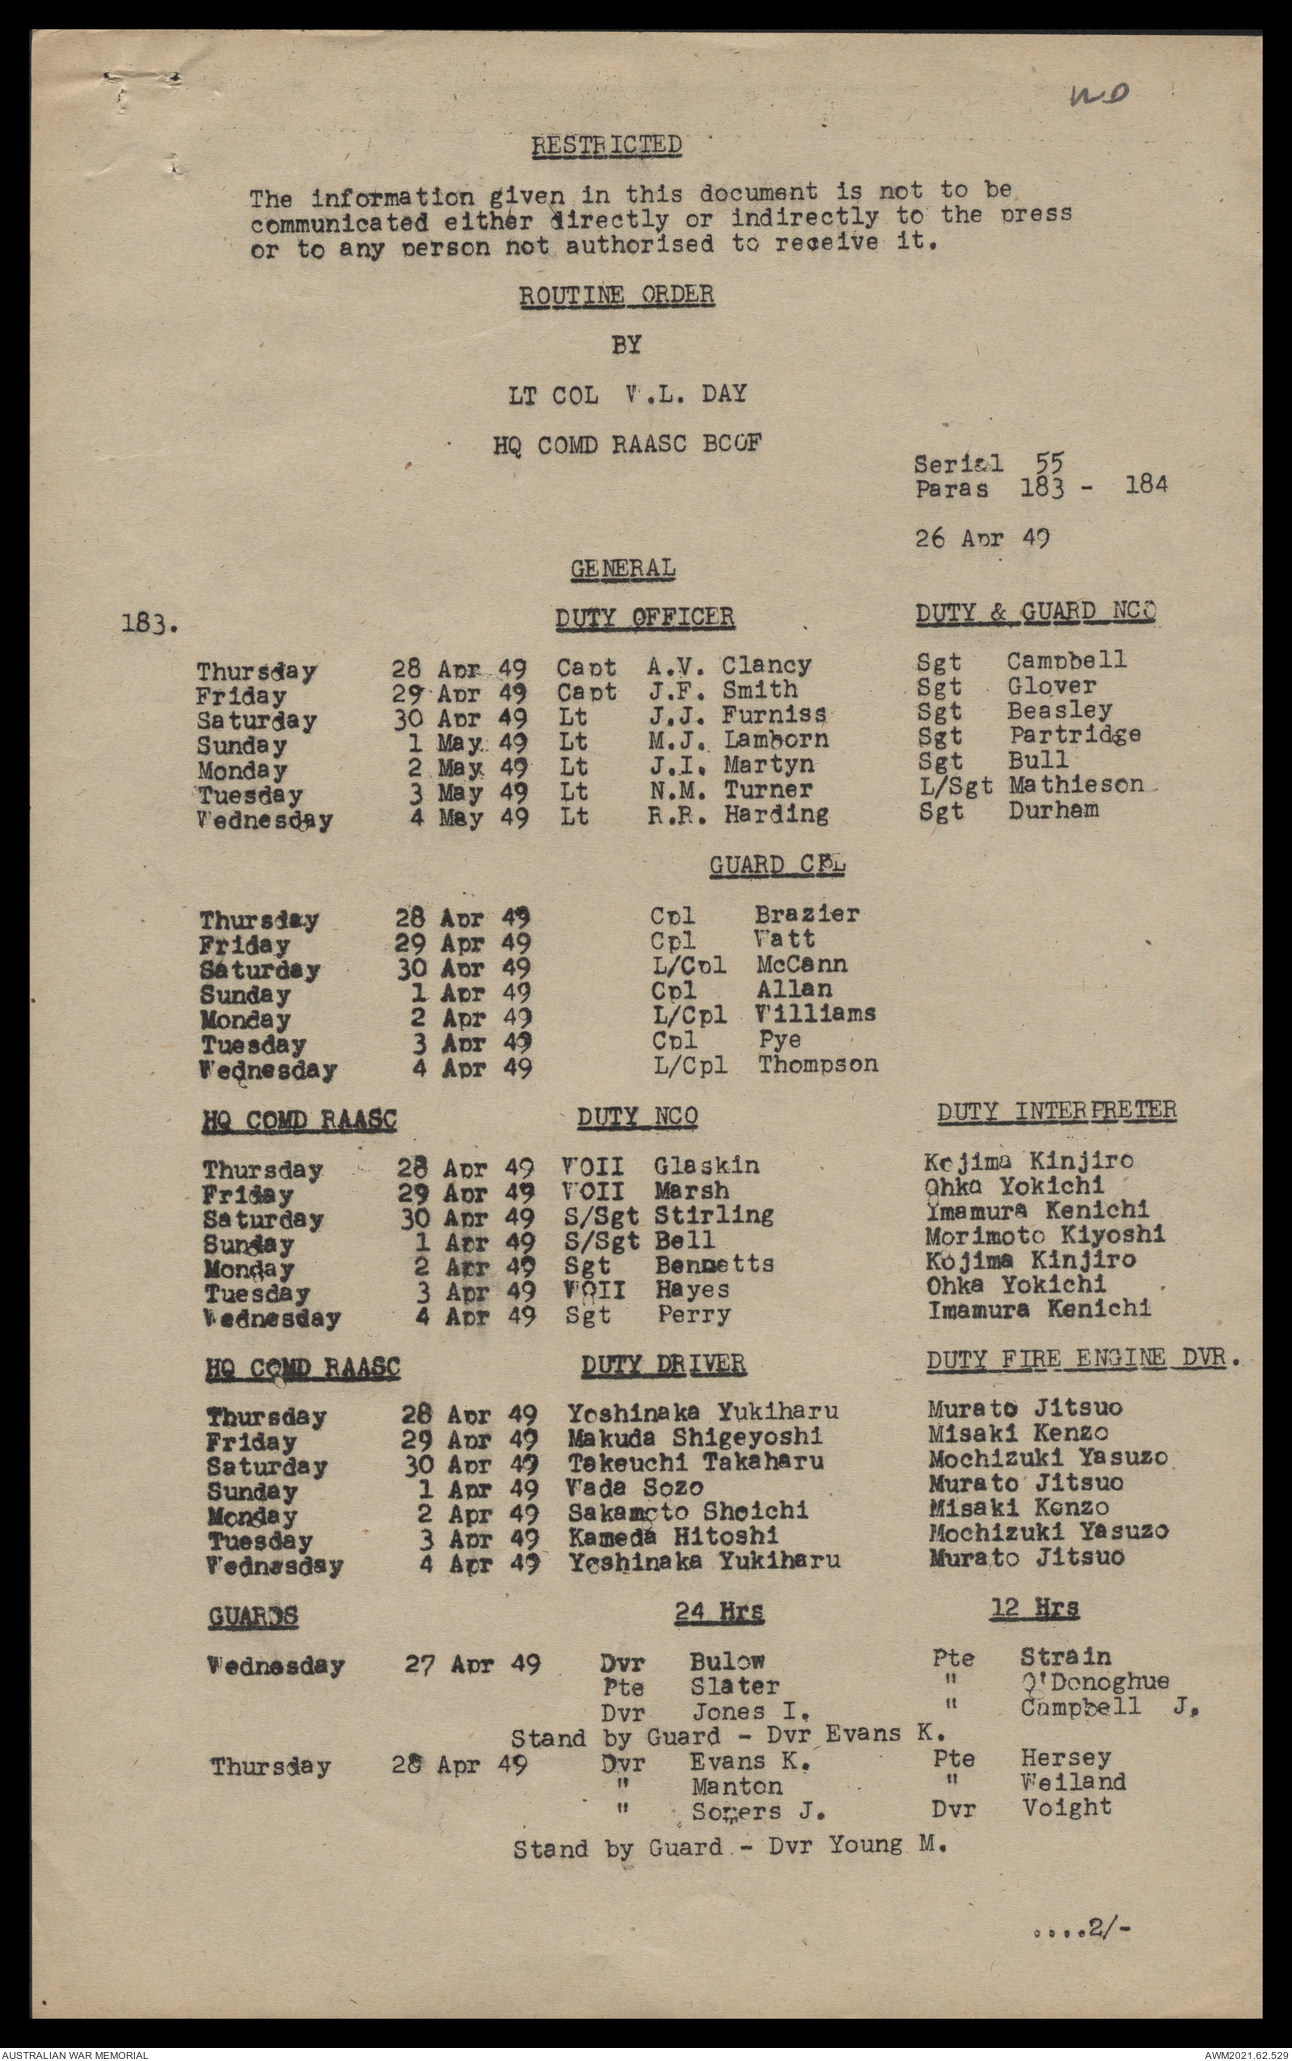 RESTRICTED
The information given in this document is not to be
communicated either directly or indirectly to the press
or to any person not authorised to receive it.
ROUTINE ORDER
BY
LT COL W.L. DAY
HQ COMD RAASC BCOF
Serial 55
Paras 183 - 184
26 Apr 49
GENERAL
183. DUTY OFFICER DUTY & GUARD NCO
Thursday 28 Apr 49 Capt A.V. Clancy Sgt Campbell
Friday 29 Apr 49 Capt J.F. Smith Sgt Glover
Saturday 30 Apr 49 Lt J.J. Furniss Sgt Beasley
Sunday 1 May 49 Lt M.J. Lamborn Sgt Partridge
Monday 2 May 49 Lt J.I. Martyn Sgt Bull
Tuesday 3 May 49 Lt N.M. Turner L/Sgt Mathieson
Wednesday 4 May 49 Lt R.R. Harding Sgt Durham
GUARD CPL
Thursday 28 Apr 49 Cpl Brazier
Friday 29 Apr 49 Cpl Watt
Saturday 30 Apr 49 L/Cpl McCann
Sunday 1 Apr 49 Cpl Allan
Monday 2 Apr 49 L/Cpl Williams
Tuesday 3 Apr 49 Cpl Pye
Wednesday 4 Apr 49 L/Cpl Thompson
HQ COMD RAASC DUTY NCO DUTY INTERPRETER
Thursday 28 Apr 49 WOII Glaskin Kojima Kinjiro
Friday 29 Apr 49 WOII Marsh Ohka Yokichi
Saturday 30 Apr 49 S/Sgt Stirling Imamura Kenichi
Sunday 1 Apr 49 S/Sgt Bell Morimoto Kiyoshi
Monday 2 Apr 49 Sgt Bennetts Kojima Kinjiro
Tuesday 3 Apr 49 WOII Hayes Ohka Yokichi
Wednesday 4 Apr 49 Sgt Perry Imamura Kenichi
HQ COMD RAASC DUTY DRIVER DUTY FIRE ENGINE DVR.
Thursday 28 Apr 49 Yoshinaka Yukiharu Murato Jitsuo
Friday 29 Apr 49 Makuda Shigeyoshi Misaki Kenzo
Saturday 30 Apr 49 Takeuchi Takaharu Mochizuki Yasuzo
Sunday 1 Apr 49 Wada Sozo Murato Jitsuo
Monday 2 Apr 49 Sakamoto Shoichi Misaki Kenzo
Tuesday 3 Apr 49 Kameda Hitoshi Mochizuki Yasuzo
Wednesday 4 Apr 49 Yoshinaka Yukiharu Murato Jitsuo
GUARDS 24 Hrs 12 Hrs
Wednesday 27 Apr 49 Dvr Bulow Pte Strain
Pte Slater " O'Donoghue
Dvr Jones I. " Campbell J.
Stand by Guard - Dvr Evans K.
Thursday 28 Apr 49 Dvr Evans K. Pte Hersey
" Manton " Weiland
" Somers J. Dvr Voight
Stand by Guard - Dvr Young M.
....2/-
AUSTRALIAN WAR MEMORIAL AWM2021.62.529